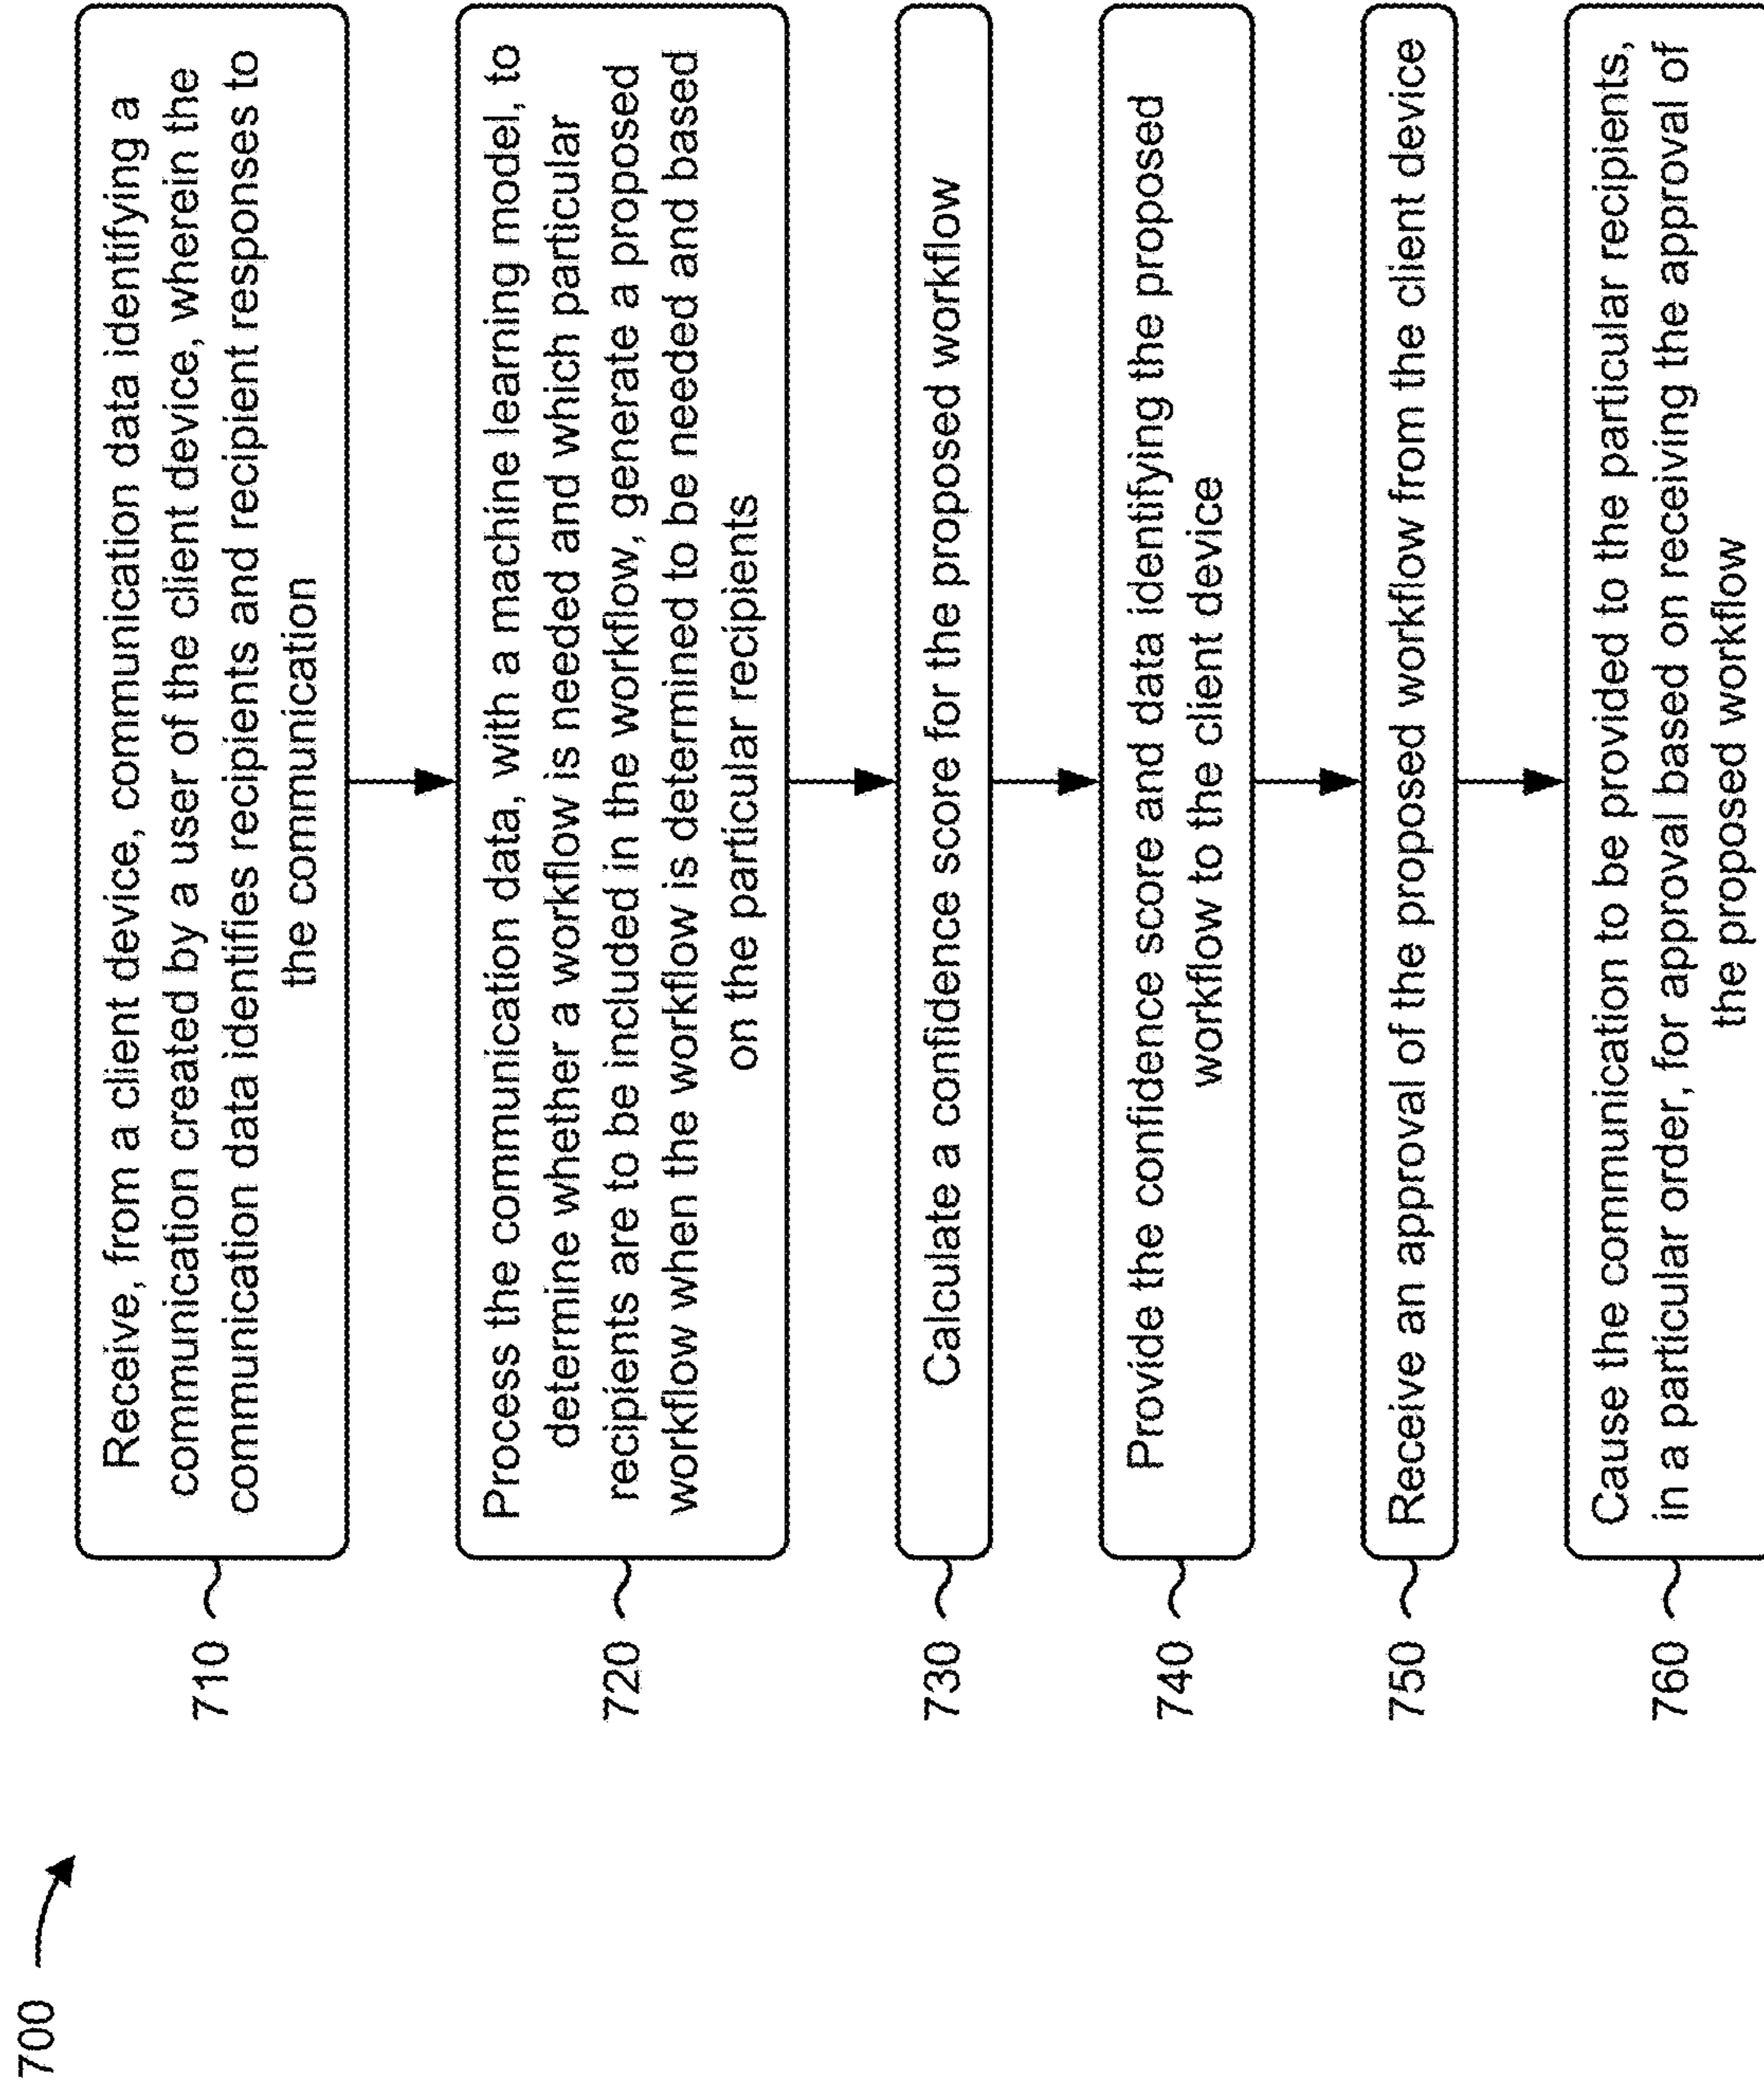 700
710
Receive, from a client device, communication data identifying a
communication created by a user of the client device, wherein the
communication data identifies recipients and recipient responses to
the communication
720
Process the communication data, with a machine learning model, to
determine whether a workflow is needed and which particular
recipients are to be included in the workflow, generate a proposed
workflow when the workflow is determined to be needed and based
on the particular recipients
730
Calculate a confidence score for the proposed workflow
740
Provide the confidence score and data identifying the proposed
workflow to the client device
750
Receive an approval of the proposed workflow from the client device
760
Cause the communication to be provided to the particular recipients,
in a particular order, for approval based on receiving the approval of
the proposed workflow